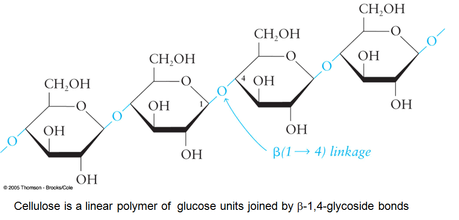 CH₂OH
O
CH₂OH
O
O
OH
4
OH
CH₂OH
O
O
CH₂OH
O
OH
1
O
OH
OH
O
OH
OH
O
OH
β(1 → 4) linkage
OH
© 2005 Thomson - Brooks/Cole
Cellulose is a linear polymer of glucose units joined by β-1,4-glycoside bonds